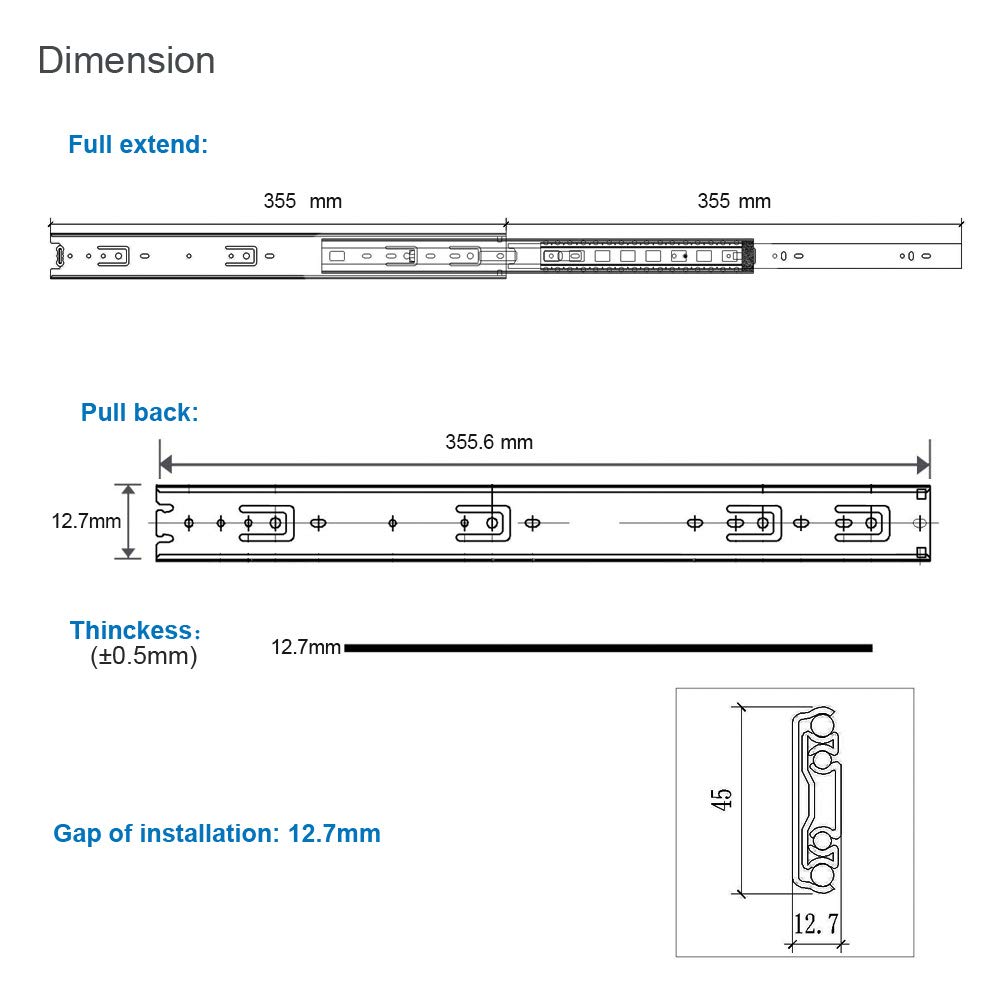 Dimension
Full extend:
355 mm 355 mm
Pull back:
355.6 mm
12.7mm
Thinckess：
(±0.5mm)
12.7mm
45
Gap of installation: 12.7mm
12.7